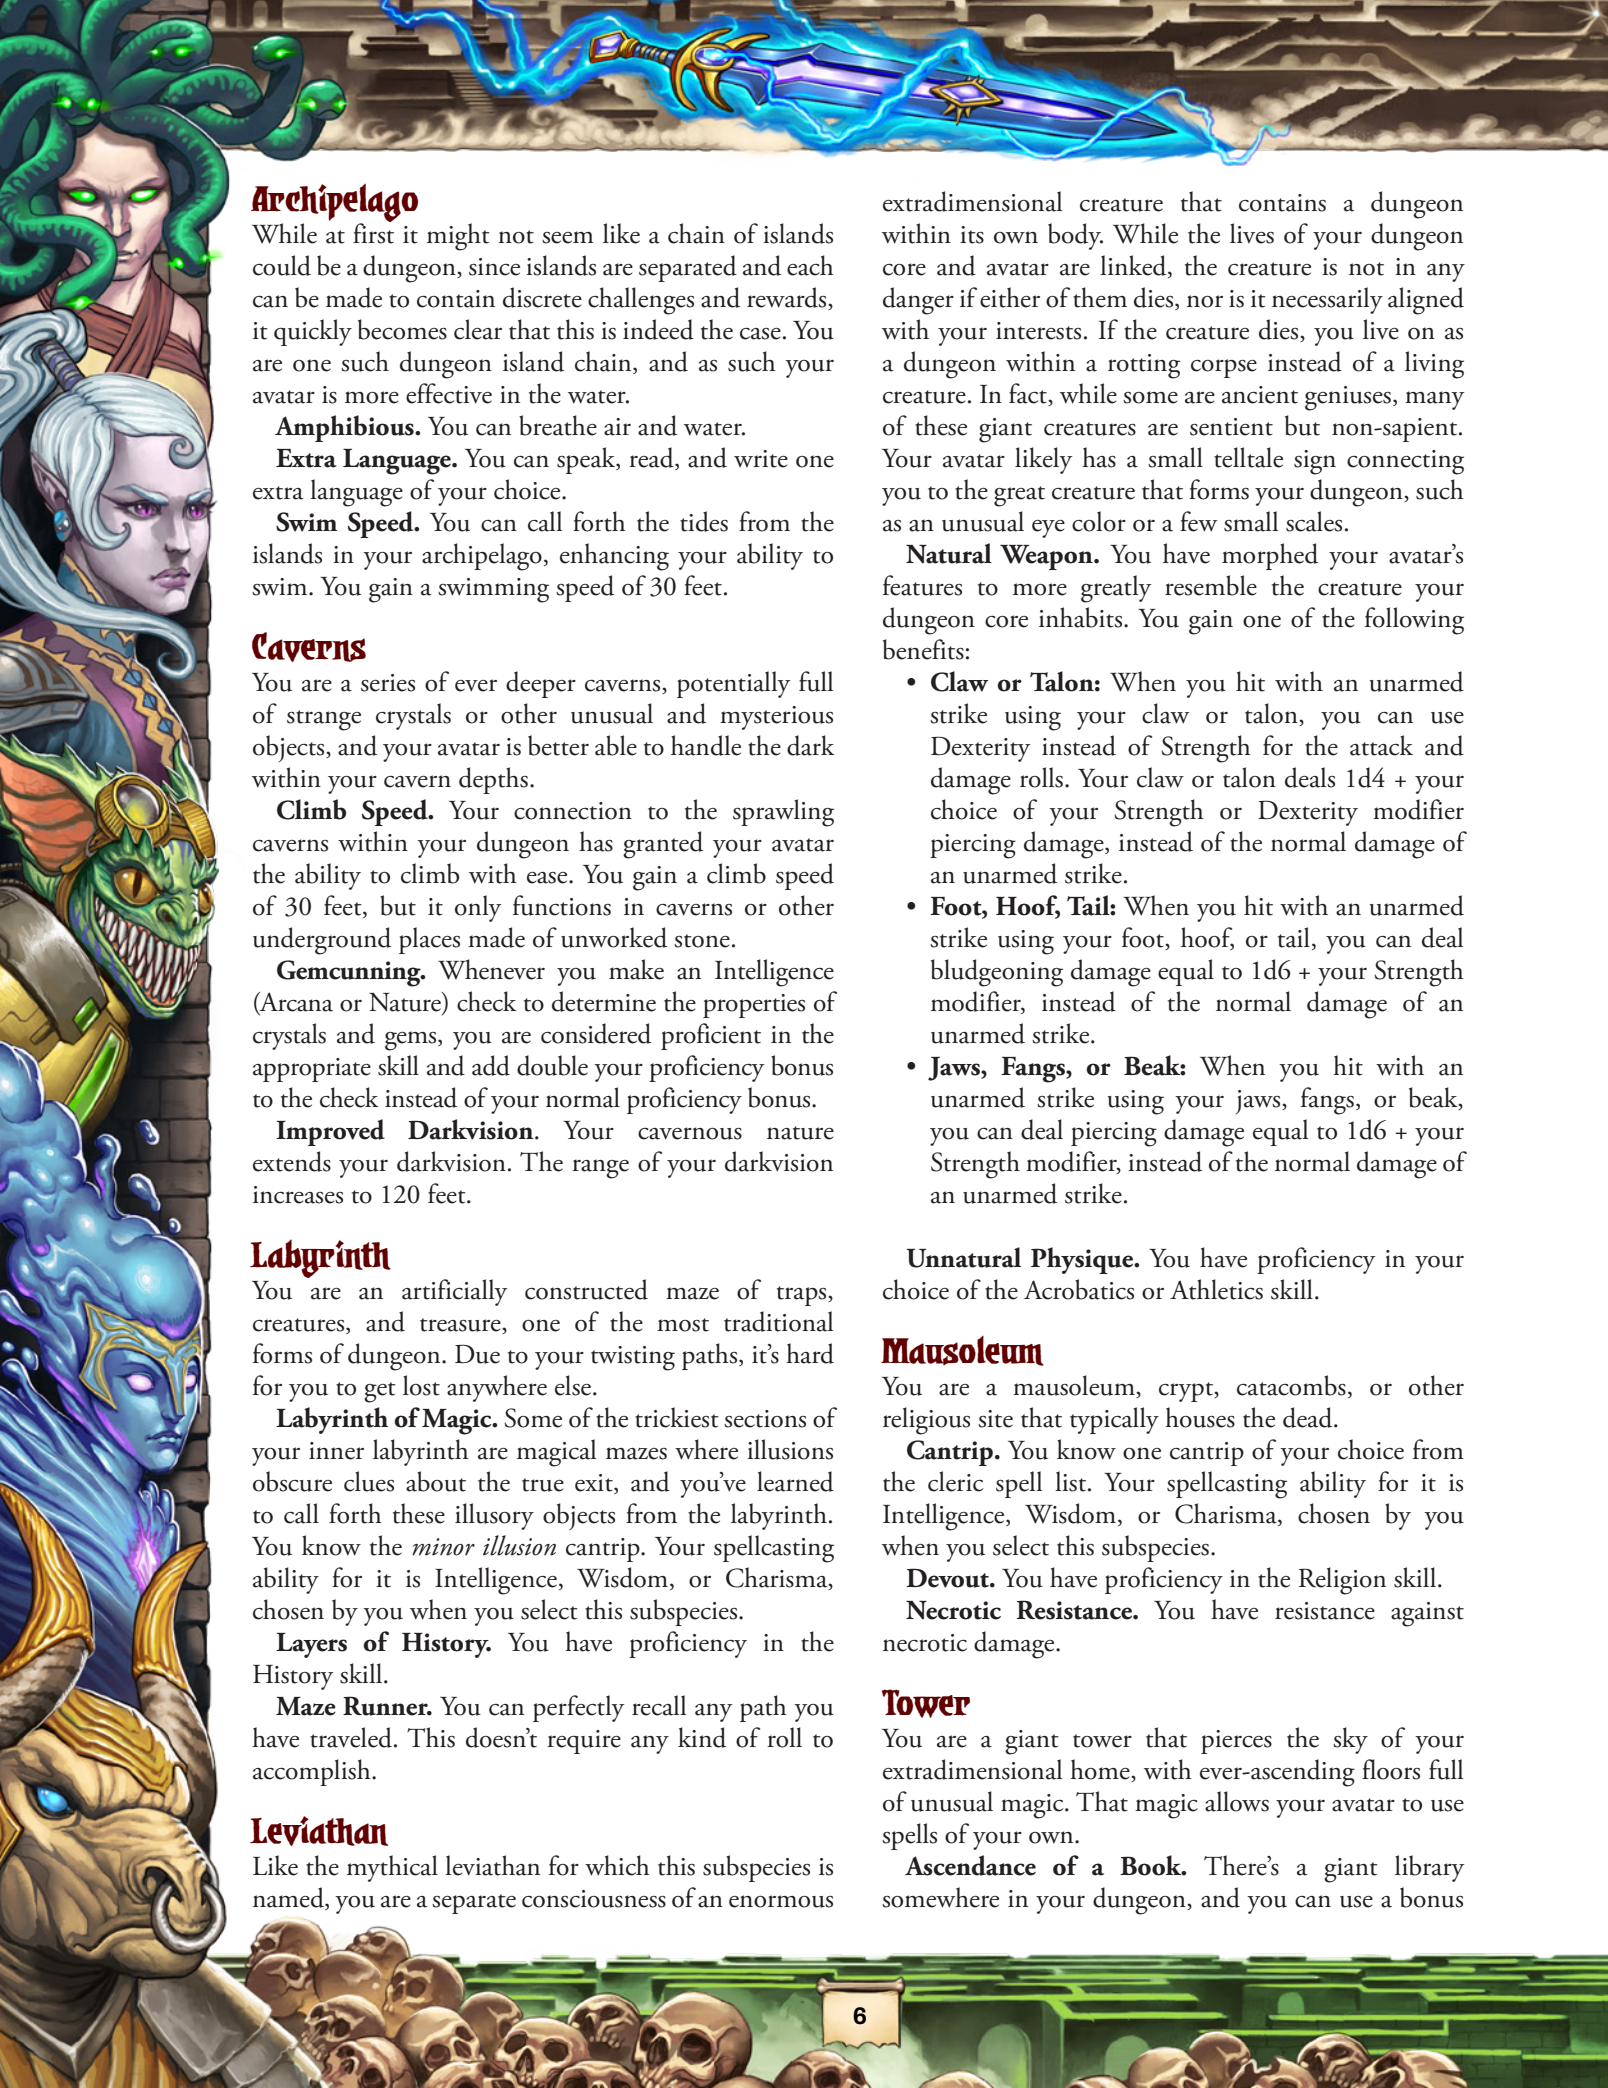 Archipelago
While at first it might not seem like a chain of islands
could be a dungeon, since islands are separated and each
can be made to contain discrete challenges and rewards,
it quickly becomes clear that this is indeed the case. You
are one such dungeon island chain, and as such your
avatar is more effective in the water.
Amphibious. You can breathe air and water.
Extra Language. You can speak, read, and write one
extra language of your choice.
Swim Speed. You can call forth the tides from the
islands in your archipelago, enhancing your ability to
swim. You gain a swimming speed of 30 feet.
Caverns
You are a series of ever deeper caverns, potentially full
of strange crystals or other unusual and mysterious
objects, and your avatar is better able to handle the dark
within your cavern depths.
Climb Speed. Your connection to the sprawling
caverns within your dungeon has granted your avatar
the ability to climb with ease. You gain a climb speed
of 30 feet, but it only functions in caverns or other
underground places made of unworked stone.
Gemcunning. Whenever you make an Intelligence
(Arcana or Nature) check to determine the properties of
crystals and gems, you are considered proficient in the
appropriate skill and add double your proficiency bonus
to the check instead of your normal proficiency bonus.
Improved Darkvision. Your cavernous nature
extends your darkvision. The range of your darkvision
increases to 120 feet.
Labyrinth
You are an artificially constructed maze of traps,
creatures, and treasure, one of the most traditional
forms of dungeon. Due to your twisting paths, it's hard
for you to get lost anywhere else.
Labyrinth of Magic. Some of the trickiest sections of
your inner labyrinth are magical mazes where illusions
obscure clues about the true exit, and you've learned
to call forth these illusory objects from the labyrinth.
You know the minor illusion cantrip. Your spellcasting
ability for it is Intelligence, Wisdom, or Charisma,
chosen by you when you select this subspecies.
Layers of History. You have proficiency in the
History skill.
Maze Runner. You can perfectly recall any path you
have traveled. This doesn't require any kind of roll to
accomplish.
Leviathan
Like the mythical leviathan for which this subspecies is
named, you are a separate consciousness of an enormous
extradimensional creature that contains a dungeon
within its own body. While the lives of your dungeon
core and avatar are linked, the creature is not in any
danger if either of them dies, nor is it necessarily aligned
with your interests. If the creature dies, you live on as
a dungeon within a rotting corpse instead of a living
creature. In fact, while some are ancient geniuses, many
of these giant creatures are sentient but non-sapient.
Your avatar likely has a small telltale sign connecting
you to the great creature that forms your dungeon, such
as an unusual eye color or a few small scales.
Natural Weapon. You have morphed your avatar's
features to more greatly resemble the creature your
dungeon core inhabits. You gain one of the following
benefits:
• Claw or Talon: When you hit with an unarmed
strike using your claw or talon, you can use
Dexterity instead of Strength for the attack and
damage rolls. Your claw or talon deals 1d4 + your
choice of your Strength or Dexterity modifier
piercing damage, instead of the normal damage of
an unarmed strike.
• Foot, Hoof, Tail: When you hit with an unarmed
strike using your foot, hoof, or tail, you can deal
bludgeoning damage equal to 1d6 + your Strength
modifier, instead of the normal damage of an
unarmed strike.
• Jaws, Fangs, or Beak: When you hit with an
unarmed strike using your jaws, fangs, or beak,
you can deal piercing damage equal to 1d6 + your
Strength modifier, instead of the normal damage of
an unarmed strike.
Unnatural Physique. You have proficiency in your
choice of the Acrobatics or Athletics skill.
Mausoleum
You are a mausoleum, crypt, catacombs, or other
religious site that typically houses the dead.
Cantrip. You know one cantrip of your choice from
the cleric spell list. Your spellcasting ability for it is
Intelligence, Wisdom, or Charisma, chosen by you
when you select this subspecies.
Devout. You have proficiency in the Religion skill.
Necrotic Resistance. You have resistance against
necrotic damage.
Tower
You are a giant tower that pierces the sky of your
extradimensional home, with ever-ascending floors full
of unusual magic. That magic allows your avatar to use
spells of your own.
Ascendance of a Book. There's a giant library
somewhere in your dungeon, and you can use a bonus
6